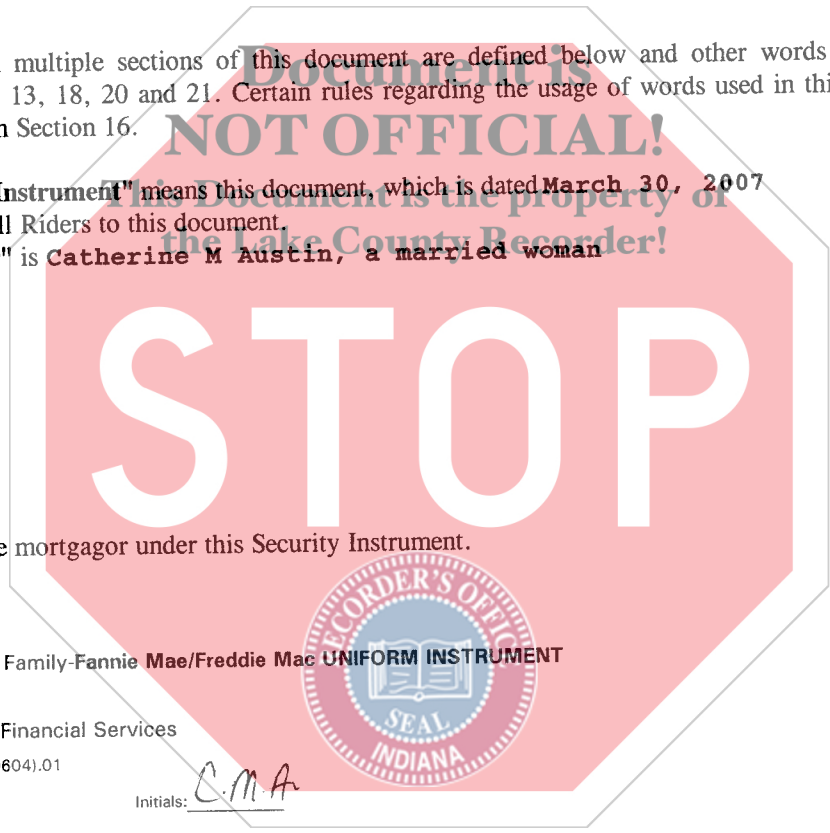 multiple sections of this document are defined below and other words
13, 18, 20 and 21. Certain rules regarding the usage of words used in thi
n Section 16.
Document is
NOT OFFICIAL!
This Document is the property of
the Lake County Recorder!
Instrument" means this document, which is dated March 30, 2007
ll Riders to this document.
" is Catherine M Austin, a married woman
STOP
e mortgagor under this Security Instrument.
RECORDER'S OFFICE
SEAL
INDIANA
Family-Fannie Mae/Freddie Mac UNIFORM INSTRUMENT
Financial Services
604).01
Initials: C.M.A